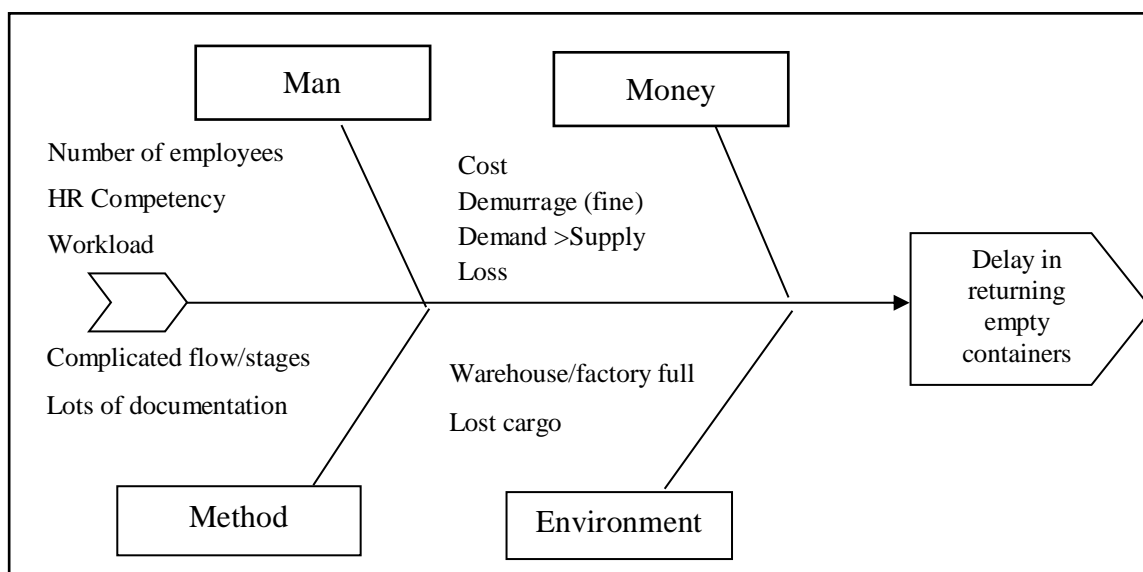 Man
Money
Number of employees
HR Competency
Workload
Cost
Demurrage (fine)
Demand >Supply
Loss
Delay in
returning
empty
containers
Complicated flow/stages
Lots of documentation
Warehouse/factory full
Lost cargo
Method
Environment